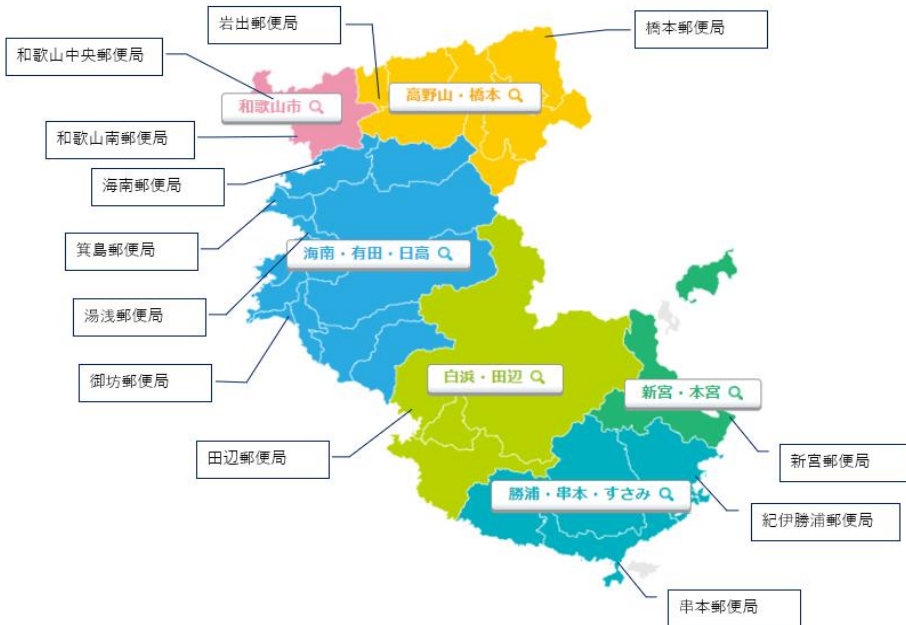 岩出郵便局
橋本郵便局
和歌山中央郵便局
高野山・橋本
和歌山市
和歌山南郵便局
海南郵便局
箕島郵便局
海南・有田・日高
湯浅郵便局
御坊郵便局
白浜・田辺
新宮・本宮
田辺郵便局
新宮郵便局
勝浦・串本・すさみ
紀伊勝浦郵便局
串本郵便局